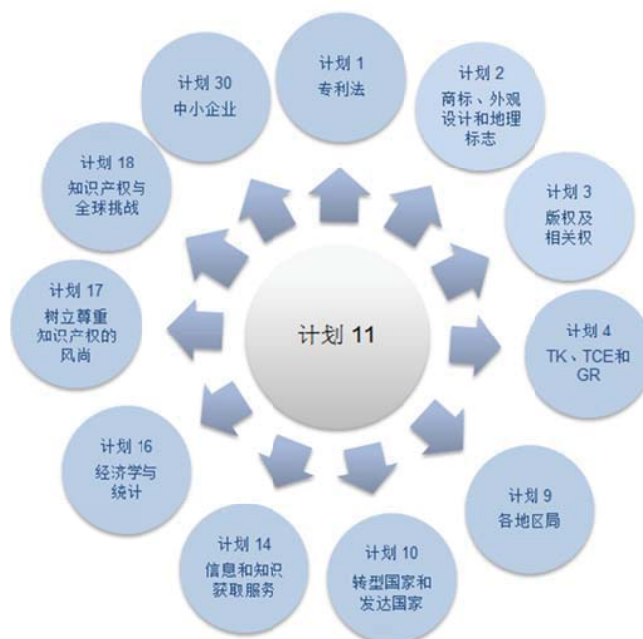 计划 1
专利法
计划 2
商标、外观
设计和地理
标志
计划 3
版权及
相关权
计划 4
TK、TCE和
GR
计划 9
各地区局
计划 10
转型国家和
发达国家
计划 14
信息和知识
获取服务
计划 16
经济学与
统计
计划 17
树立尊重
知识产权的
风尚
计划 18
知识产权与
全球挑战
计划 30
中小企业
计划 11